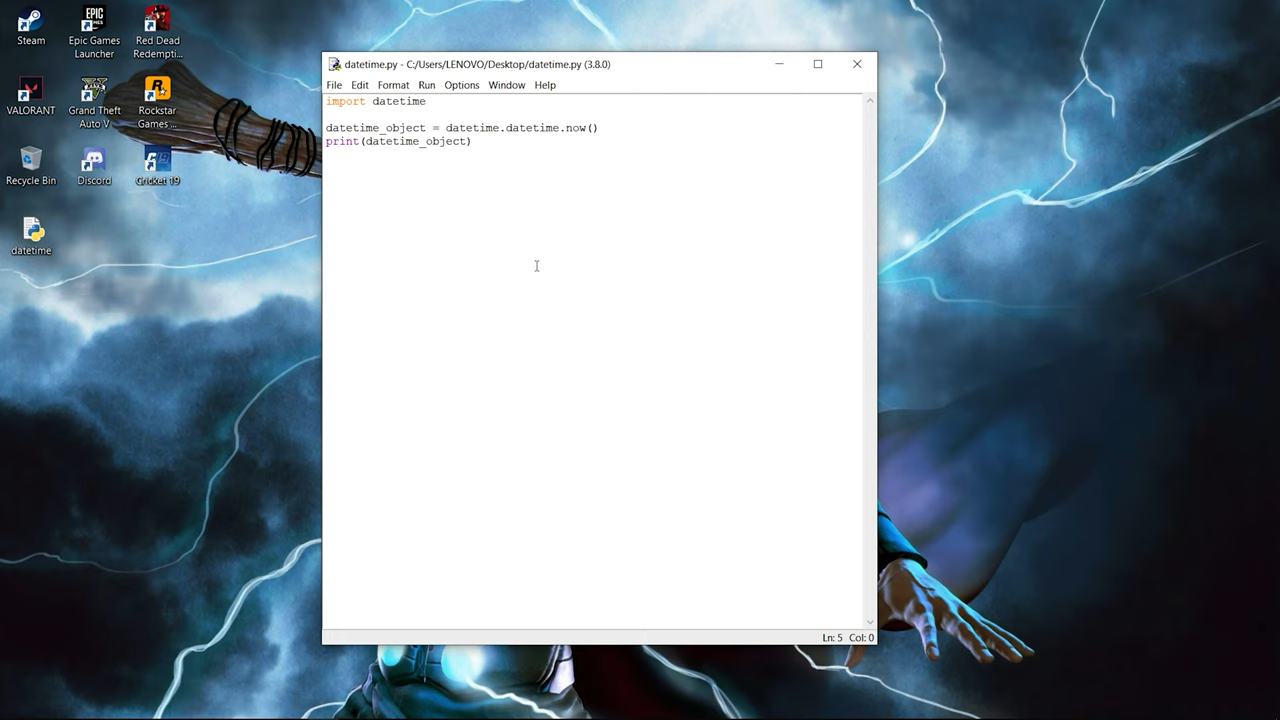 Steam
Epic Games
Launcher
Red Dead
Redempti...
VALORANT
Grand Theft
Auto V
Rockstar
Games ...
Recycle Bin
Discord
Cricket 19
datetime
datetime.py - C:/Users/LENOVO/Desktop/datetime.py (3.8.0)
File Edit Format Run Options Window Help
import datetime
datetime_object = datetime.datetime.now()
print(datetime_object)
Ln: 5 Col: 0